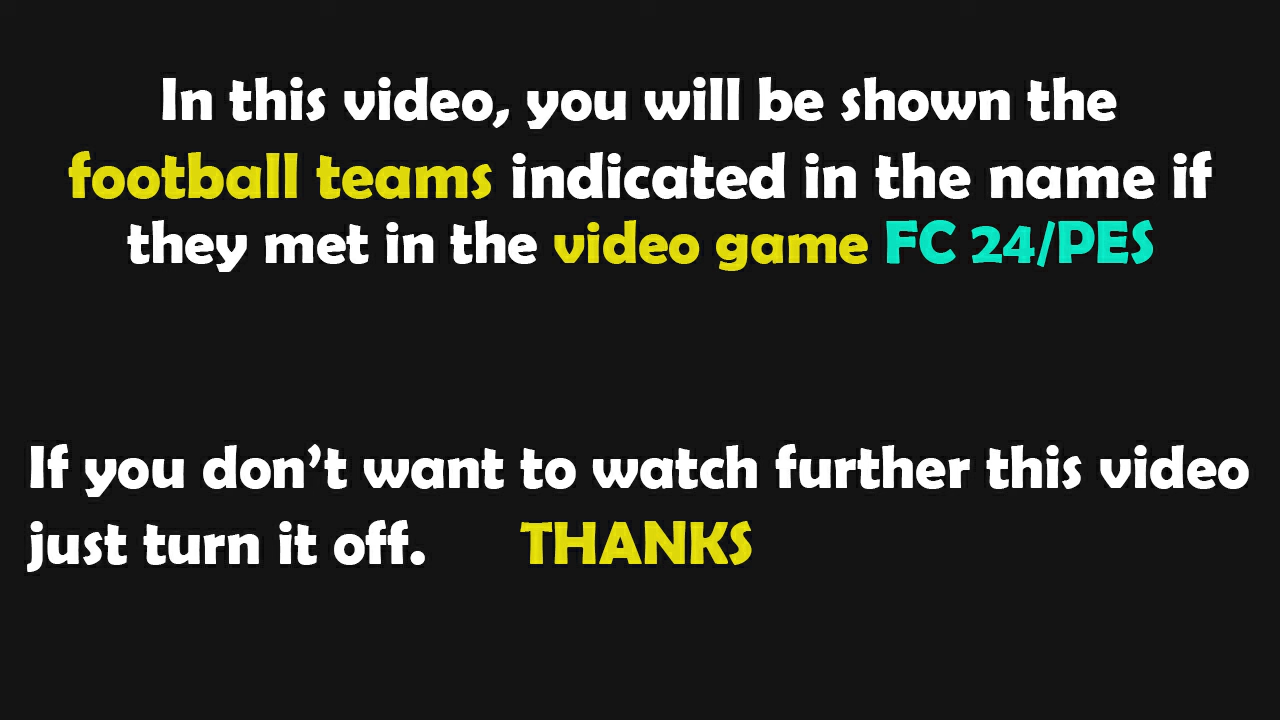 In this video, you will be shown the
football teams indicated in the name if
they met in the video game FC 24/PES
If you don't want to watch further this video
just turn it off. THANKS